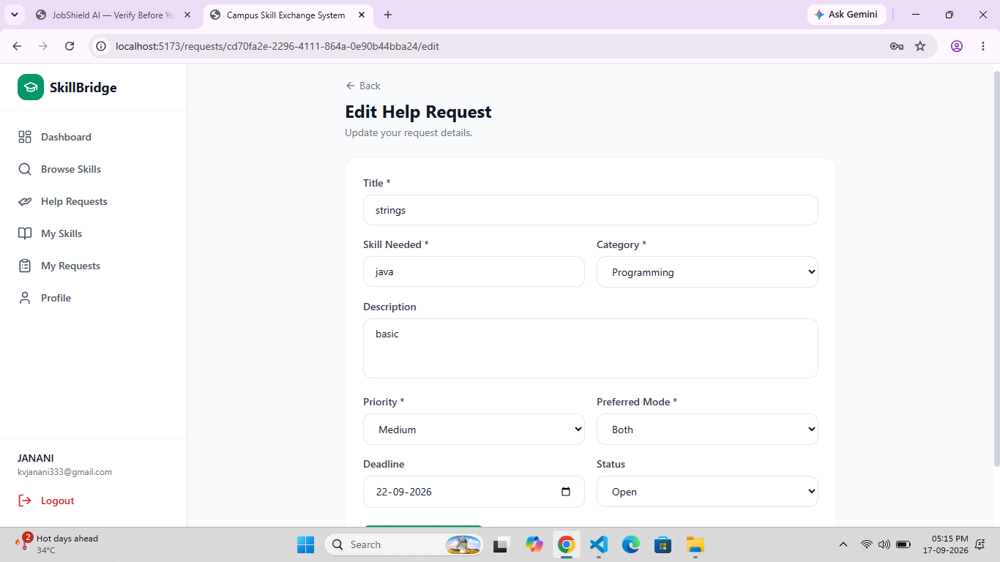 JobShield AI — Verify Before Yo
Campus Skill Exchange System
Ask Gemini
localhost:5173/requests/cd70fa2e-2296-4111-864a-0e90b44bba24/edit
SkillBridge
Dashboard
Browse Skills
Help Requests
My Skills
My Requests
Profile
JANANI
kvjanani333@gmail.com
Logout
Back
Edit Help Request
Update your request details.
Title *
strings
Skill Needed * Category *
java Programming
Description
basic
Priority * Preferred Mode *
Medium Both
Deadline Status
22-09-2026 Open
2
Hot days ahead
34°C
Search
05:15 PM
17-09-2026